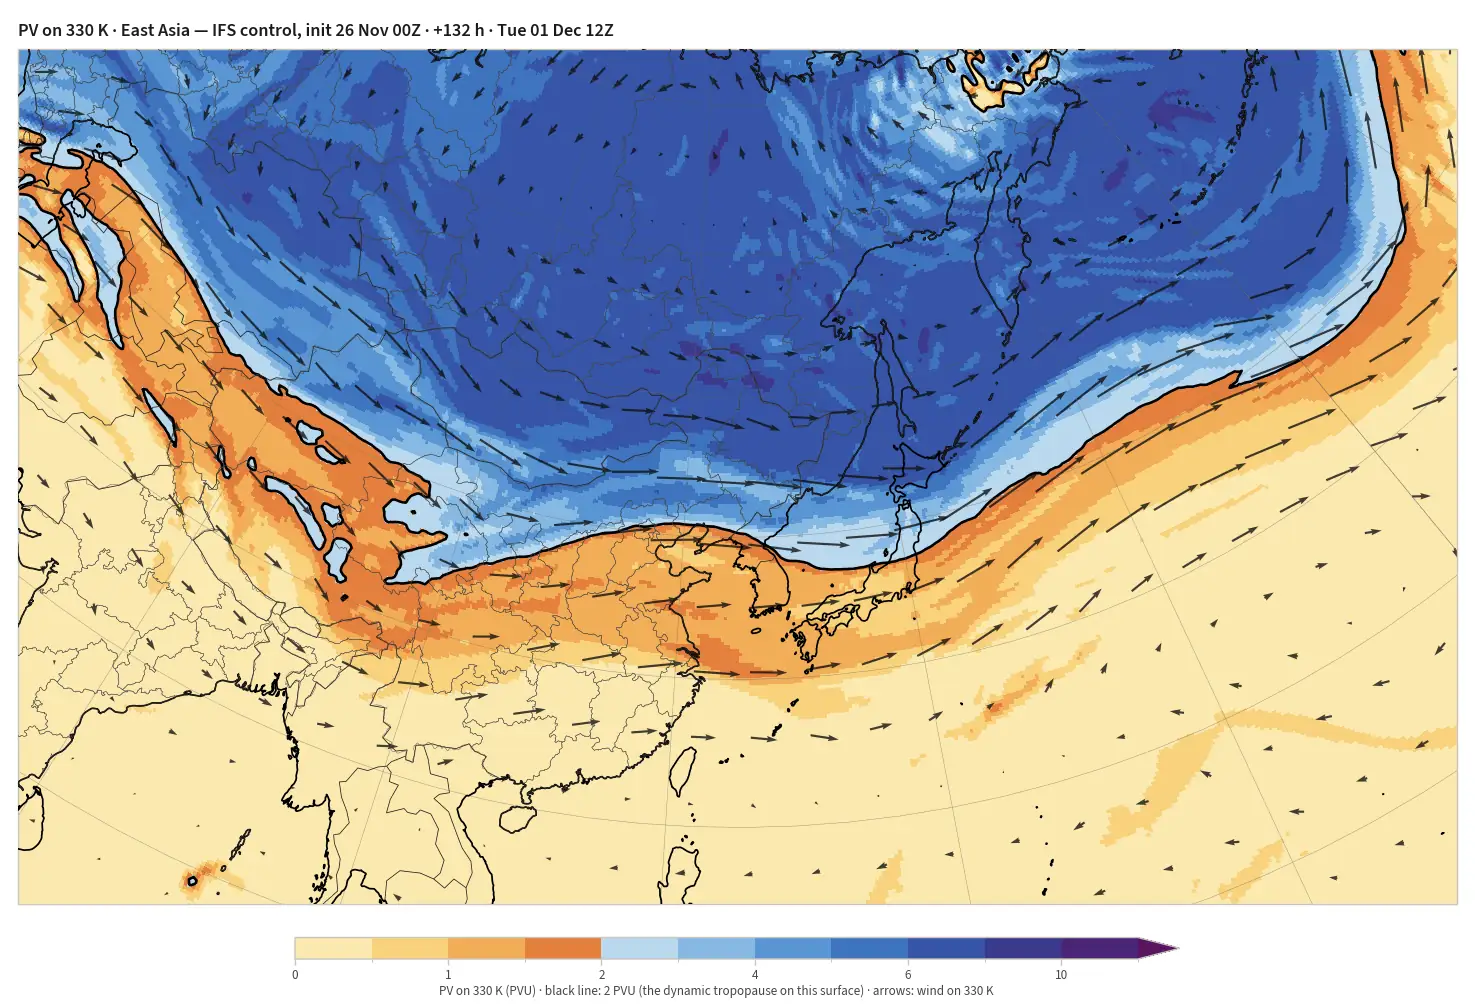 PV on 330 K · East Asia — IFS control, init 26 Nov 00Z · +132 h · Tue 01 Dec 12Z
0 1 2 4 6 10
PV on 330 K (PVU) · black line: 2 PVU (the dynamic tropopause on this surface) · arrows: wind on 330 K